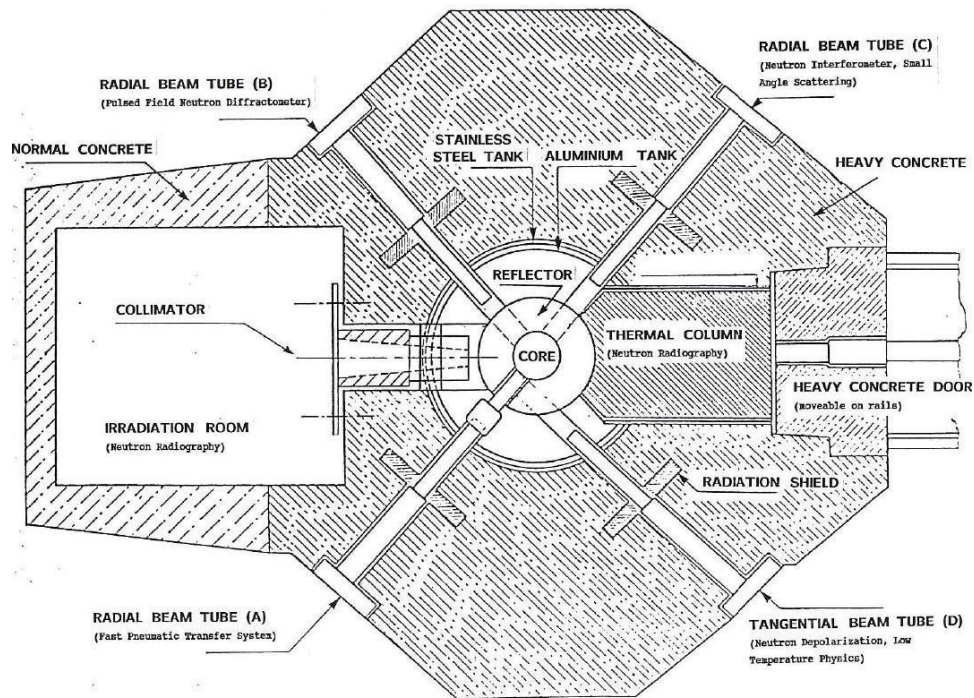 RADIAL BEAM TUBE (C)
(Neutron Interferometer, Small
Angle Scattering)
RADIAL BEAM TUBE (B)
(Pulsed Field Neutron Diffractometer)
STAINLESS
STEEL TANK
ALUMINIUM TANK
NORMAL CONCRETE
HEAVY CONCRETE
REFLECTOR
COLLIMATOR
THERMAL COLUMN
(Neutron Radiography)
CORE
HEAVY CONCRETE DOOR
(moveable on rails)
IRRADIATION ROOM
(Neutron Radiography)
RADIATION SHIELD
RADIAL BEAM TUBE (A)
(Fast Pneumatic Transfer System)
TANGENTIAL BEAM TUBE (D)
(Neutron Depolarization, Low
Temperature Physics)